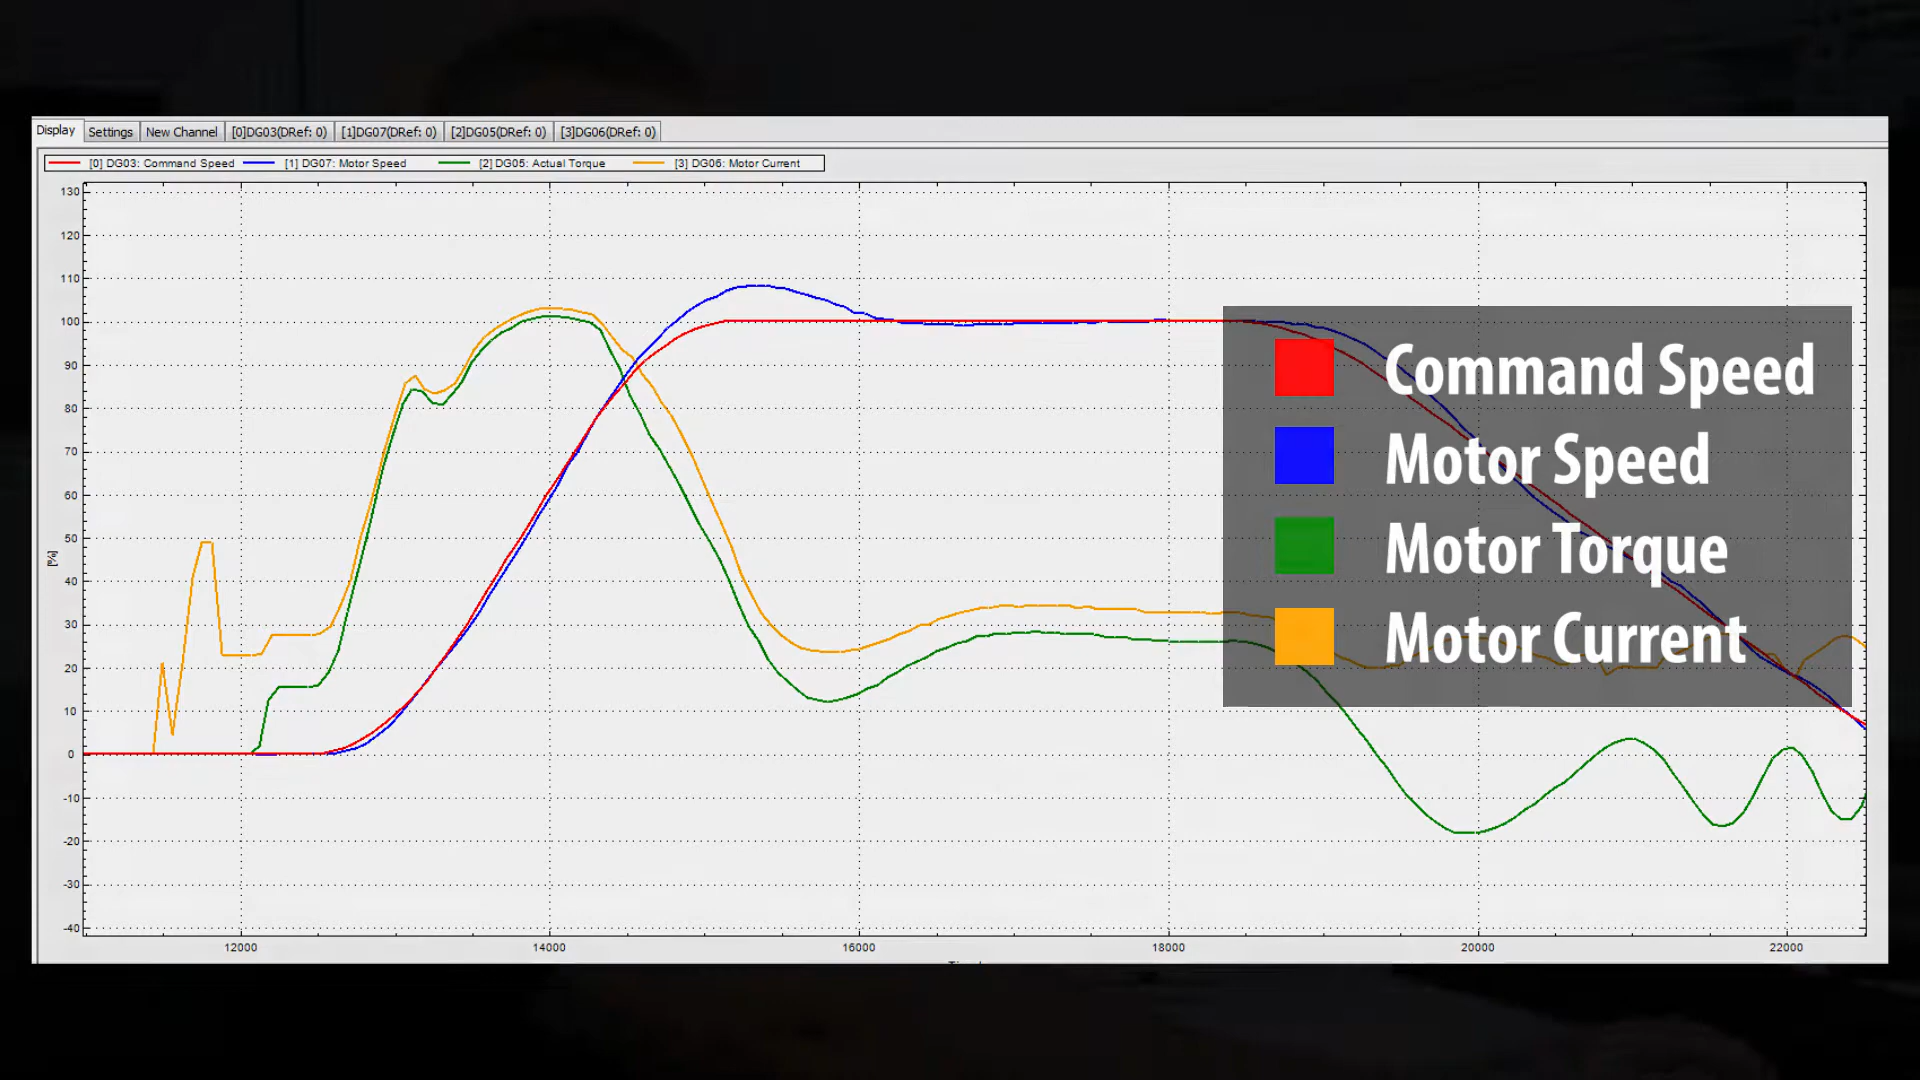 Display Settings New Channel [0]DG03(DRef: 0) [1]DG07(DRef: 0) [2]DG05(DRef: 0) [3]DG06(DRef: 0)
[0] DG03: Command Speed [1] DG07: Motor Speed [2] DG05: Actual Torque [3] DG06: Motor Current
130
120
110
100
90
80
70
60
50
40
30
20
10
0
-10
-20
-30
-40
[%]
12000 14000 16000 18000 20000 22000
Command Speed
Motor Speed
Motor Torque
Motor Current